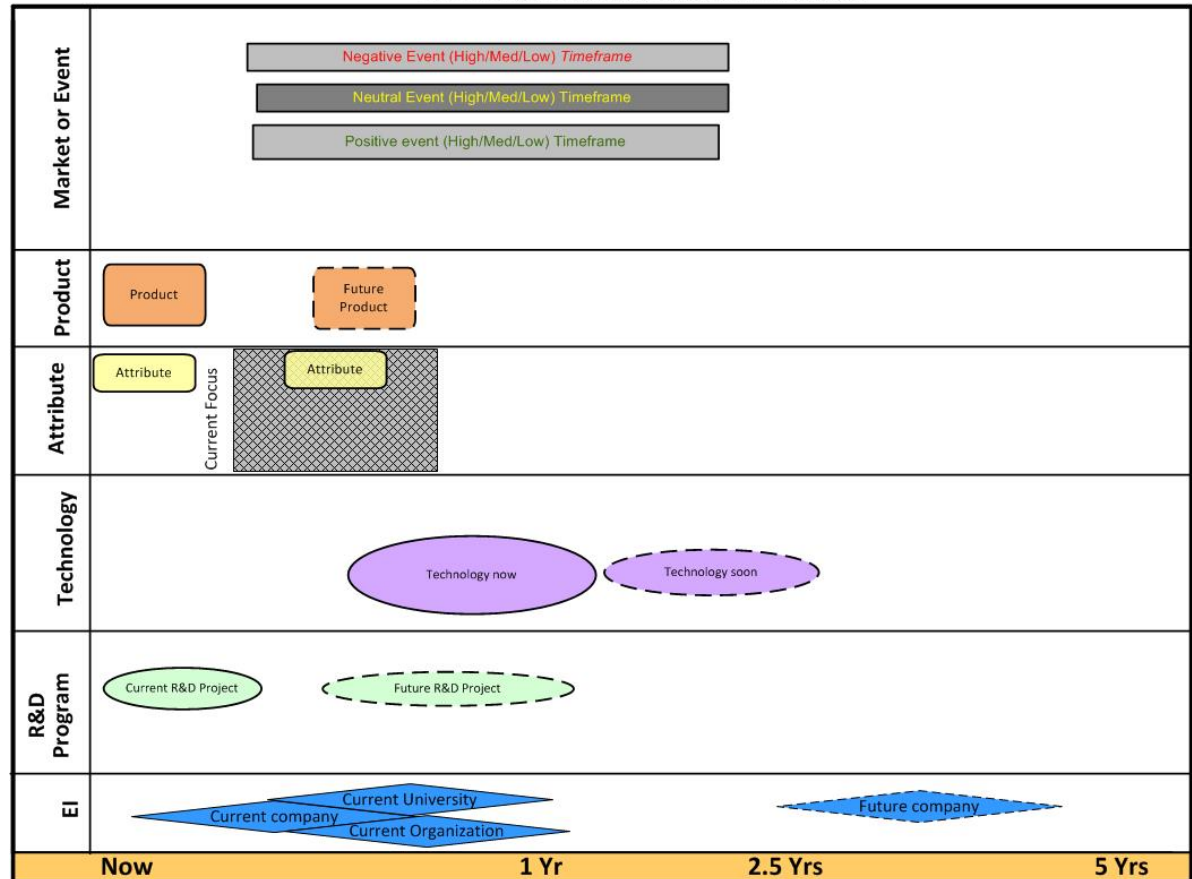 Market or Event
Negative Event (High/Med/Low) Timeframe
Neutral Event (High/Med/Low) Timeframe
Positive event (High/Med/Low) Timeframe
Product
Product
Future
Product
Attribute
Attribute
Current Focus
Attribute
Technology
Technology now
Technology soon
R&D
Program
Current R&D Project
Future R&D Project
EI
Current University
Current company
Current Organization
Future company
Now
1 Yr
2.5 Yrs
5 Yrs